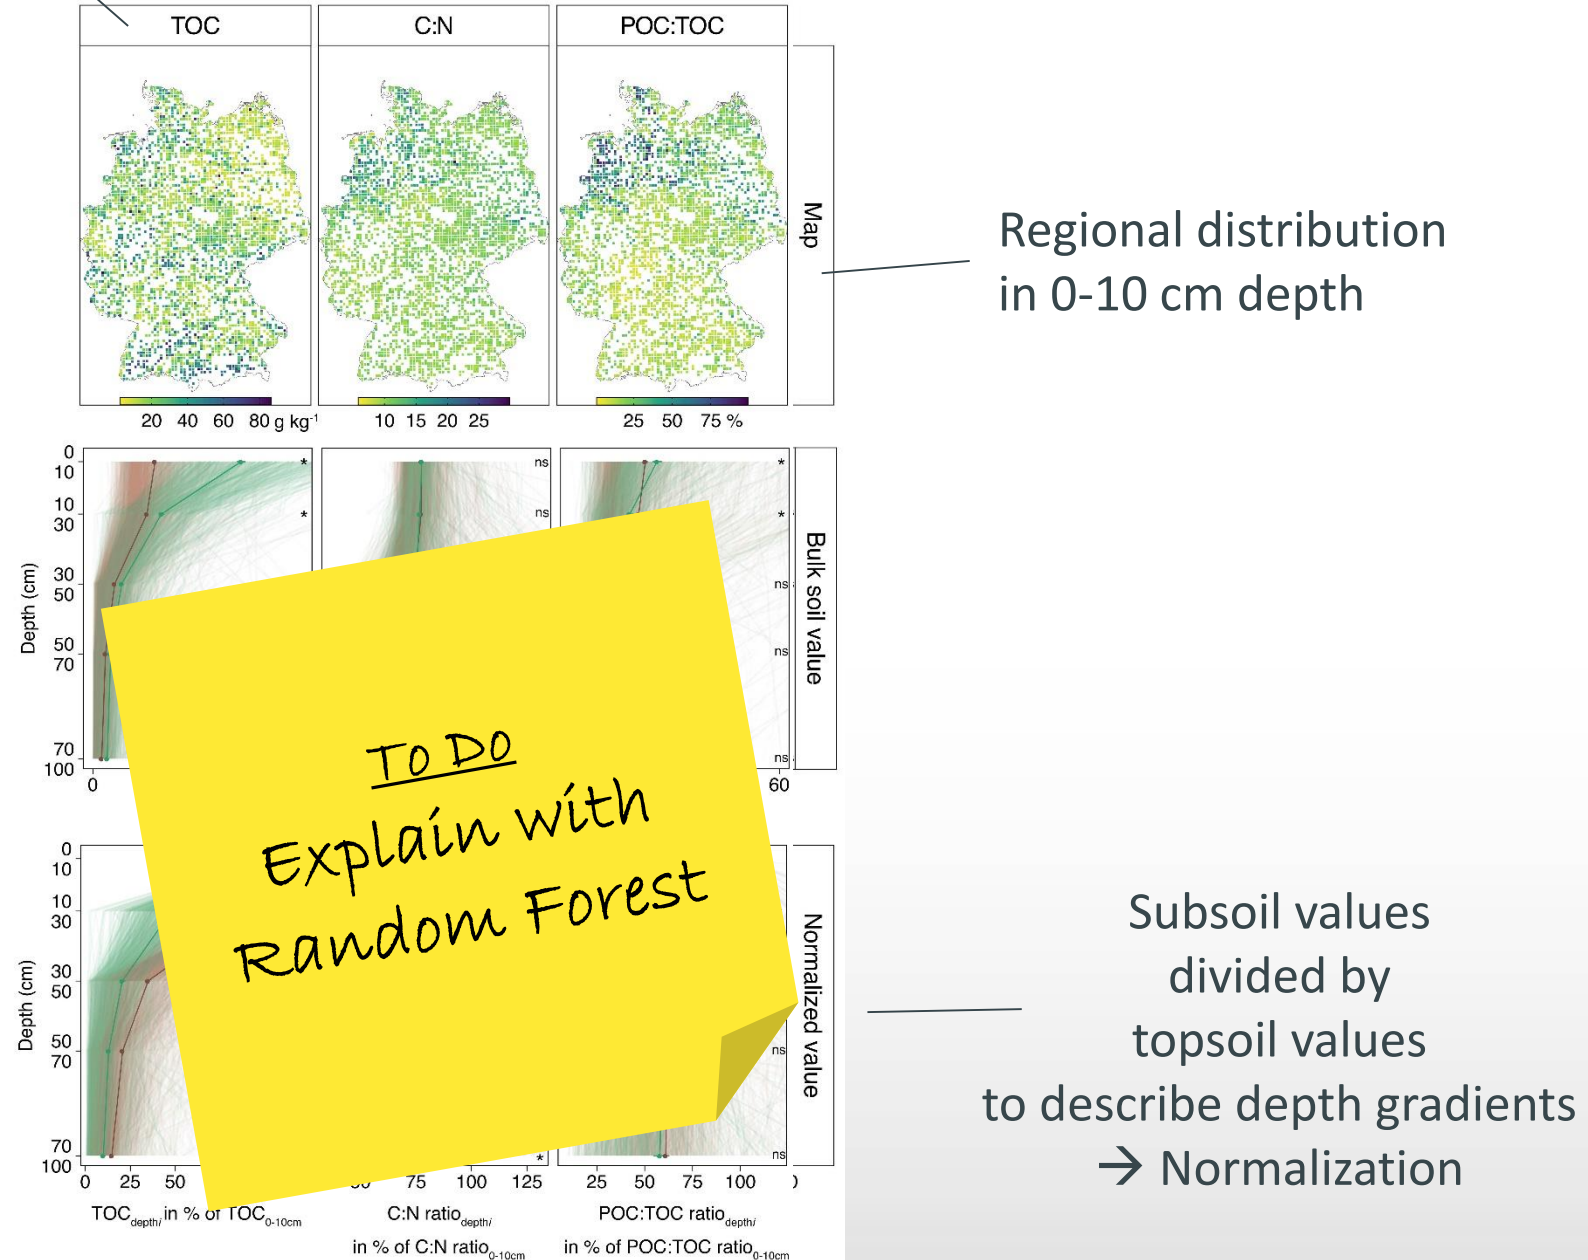 TOC
C:N
POC:TOC
Map
20 40 60 80 g kg-1
10 15 20 25
25 50 75 %
Regional distribution
in 0-10 cm depth
0
10
10
30
30
50
50
70
70
100
Depth (cm)
*
*
ns
ns
*
*
ns
ns
ns
0
60
Bulk soil value
To Do
Explain with
Random Forest
0
10
10
30
30
50
50
70
70
100
Depth (cm)
ns
ns
*
Normalized value
0 25 50
75 100 125
25 50 75 100
TOCdepthi in % of TOC0-10cm
C:N ratiodepthi
in % of C:N ratio0-10cm
POC:TOC ratiodepthi
in % of POC:TOC ratio0-10cm
Subsoil values
divided by
topsoil values
to describe depth gradients
→ Normalization